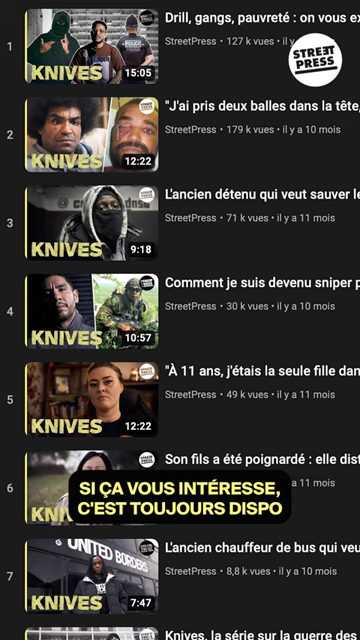 1
KNIVES
15:05
Drill, gangs, pauvreté : on vous ex
StreetPress • 127 k vues • il y
STREET
PRESS
2
KNIVES
12:22
"J'ai pris deux balles dans la tête,
StreetPress • 179 k vues • il y a 10 mois
3
KNIVES
9:18
L'ancien détenu qui veut sauver le
StreetPress • 71 k vues • il y a 11 mois
4
KNIVES
10:57
Comment je suis devenu sniper p
StreetPress • 30 k vues • il y a 10 mois
5
KNIVES
12:22
"À 11 ans, j'étais la seule fille dan
StreetPress • 49 k vues • il y a 11 mois
6
Son fils a été poignardé : elle dist
a 11 mois
SI ÇA VOUS INTÉRESSE,
C'EST TOUJOURS DISPO
7
UNITED BORDERS
KNIVES
7:47
L'ancien chauffeur de bus qui veu
StreetPress • 8,8 k vues • il y a 10 mois
Knives, la série sur la guerre des